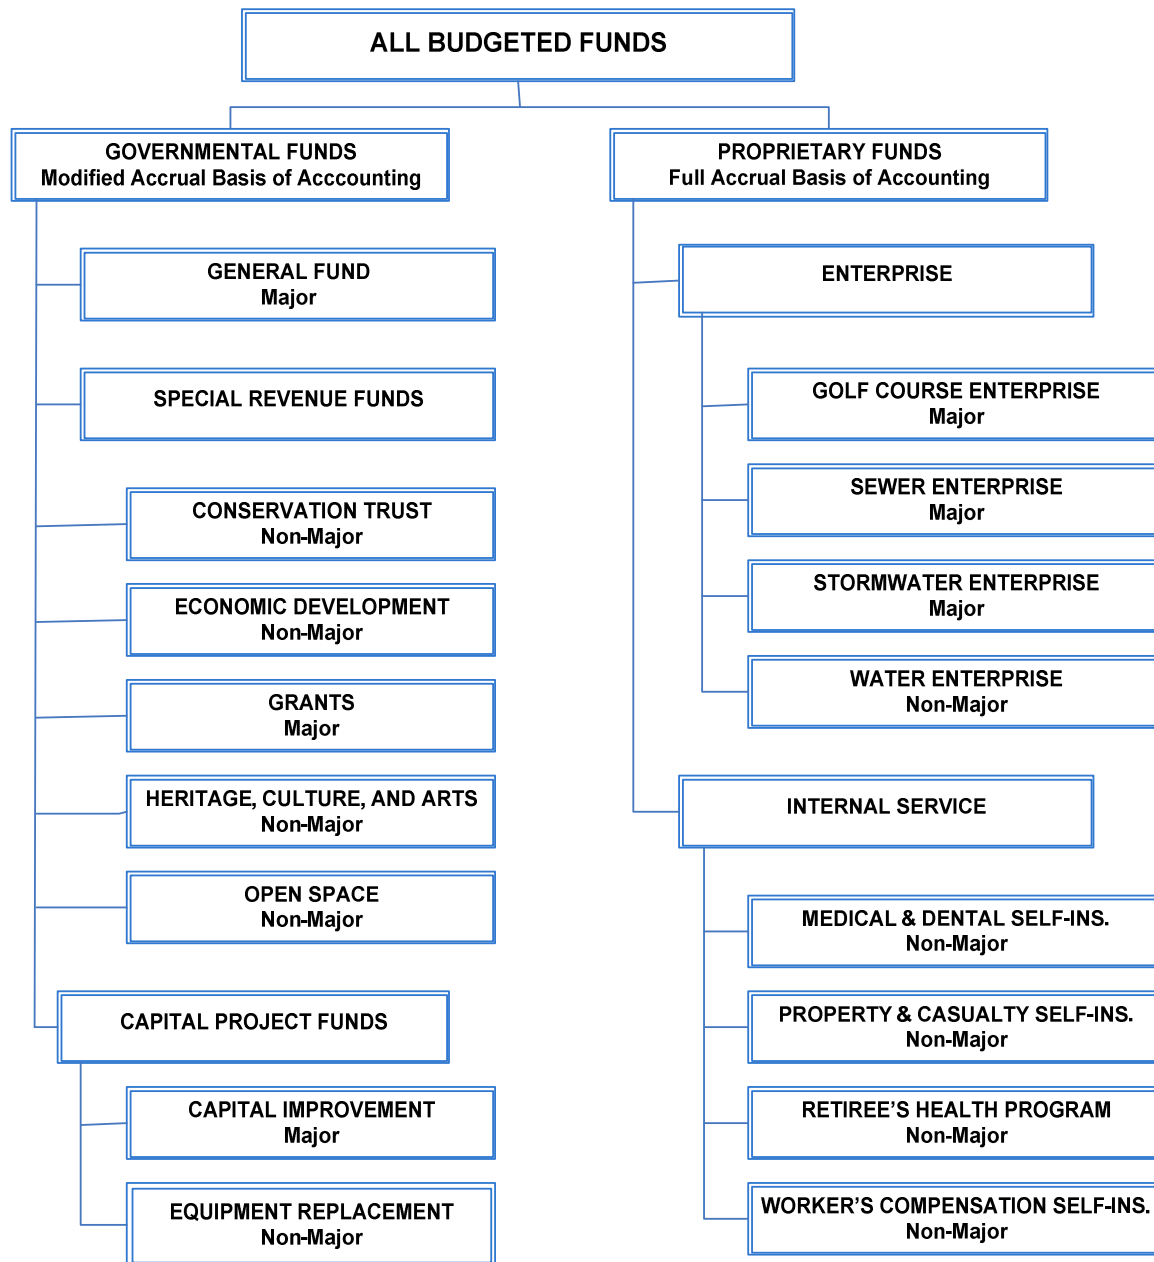 ALL BUDGETED FUNDS
GOVERNMENTAL FUNDS
Modified Accrual Basis of Acccounting
GENERAL FUND
Major
SPECIAL REVENUE FUNDS
CONSERVATION TRUST
Non-Major
ECONOMIC DEVELOPMENT
Non-Major
GRANTS
Major
HERITAGE, CULTURE, AND ARTS
Non-Major
OPEN SPACE
Non-Major
CAPITAL PROJECT FUNDS
CAPITAL IMPROVEMENT
Major
EQUIPMENT REPLACEMENT
Non-Major
PROPRIETARY FUNDS
Full Accrual Basis of Accounting
ENTERPRISE
GOLF COURSE ENTERPRISE
Major
SEWER ENTERPRISE
Major
STORMWATER ENTERPRISE
Major
WATER ENTERPRISE
Non-Major
INTERNAL SERVICE
MEDICAL & DENTAL SELF-INS.
Non-Major
PROPERTY & CASUALTY SELF-INS.
Non-Major
RETIREE’S HEALTH PROGRAM
Non-Major
WORKER’S COMPENSATION SELF-INS.
Non-Major